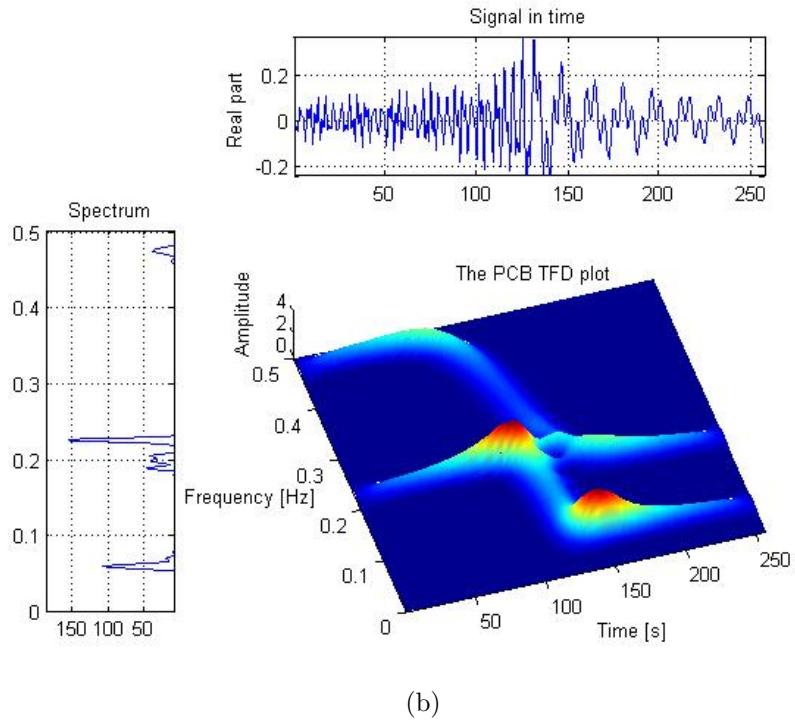 Signal in time
Real part
0.2
0
-0.2
50 100 150 200 250
Spectrum
0.5
0.4
0.3
0.2
0.1
0
150 100 50
The PCB TFD plot
Amplitude
4
2
0
0.5
0.4
0.3
0.2
0.1
0
Frequency [Hz]
50
100
150
200
250
Time [s]
(b)